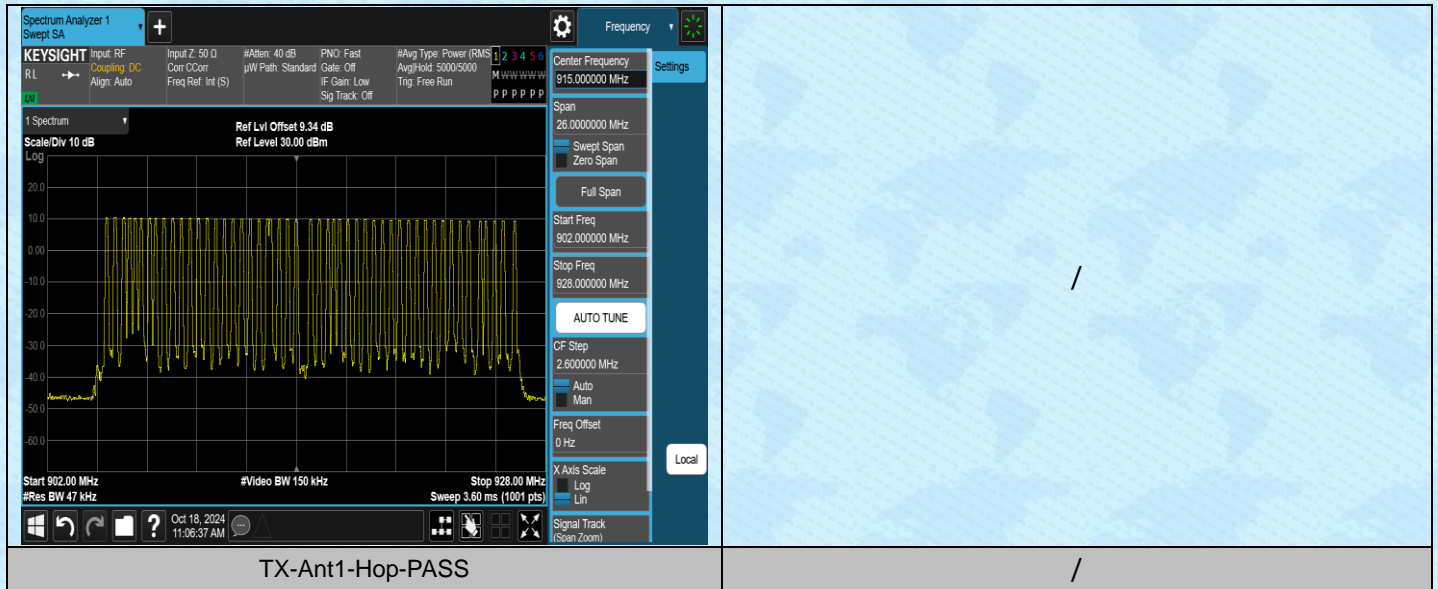 Spectrum Analyzer 1
Swept SA
+
Frequency
KEYSIGHT
RL
Input: RF
Coupling: DC
Align: Auto
Input Z: 50 Ω
Corr CCorr
Freq Ref: Int (S)
#Atten: 40 dB
µW Path: Standard
PNO: Fast
Gate: Off
IF Gain: Low
Sig Track: Off
#Avg Type: Power (RMS
Avg|Hold: 5000/5000
Trig: Free Run
1 2 3 4 5 6
M W W W W W
P P P P P P
1 Spectrum
Scale/Div 10 dB
Log
Ref Lvl Offset 9.34 dB
Ref Level 30.00 dBm
20.0
10.0
0.00
-10.0
-20.0
-30.0
-40.0
-50.0
-60.0
Start 902.00 MHz
#Res BW 47 kHz
#Video BW 150 kHz
Stop 928.00 MHz
Sweep 3.60 ms (1001 pts)
?
Oct 18, 2024
11:06:37 AM
Center Frequency
915.000000 MHz
Settings
Span
26.0000000 MHz
Swept Span
Zero Span
Full Span
Start Freq
902.000000 MHz
Stop Freq
928.000000 MHz
AUTO TUNE
CF Step
2.600000 MHz
Auto
Man
Freq Offset
0 Hz
X Axis Scale
Log
Lin
Signal Track
(Span Zoom)
Local
/
TX-Ant1-Hop-PASS
/